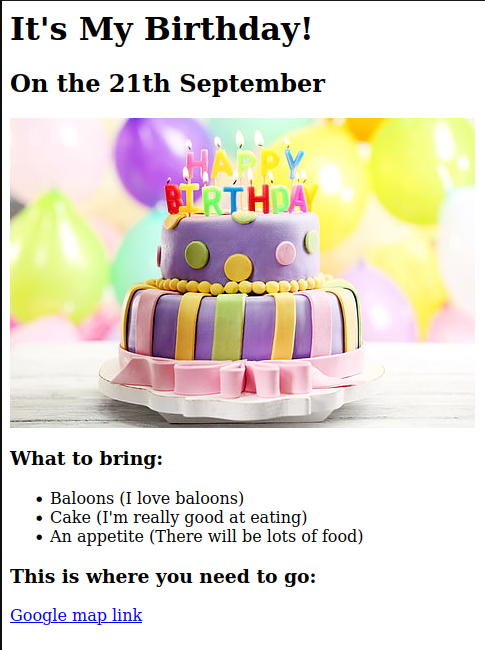 It's My Birthday!
On the 21th September
HAPPY
BIRTHDAY
What to bring:
Baloons (I love baloons)
Cake (I'm really good at eating)
An appetite (There will be lots of food)
This is where you need to go:
Google map link